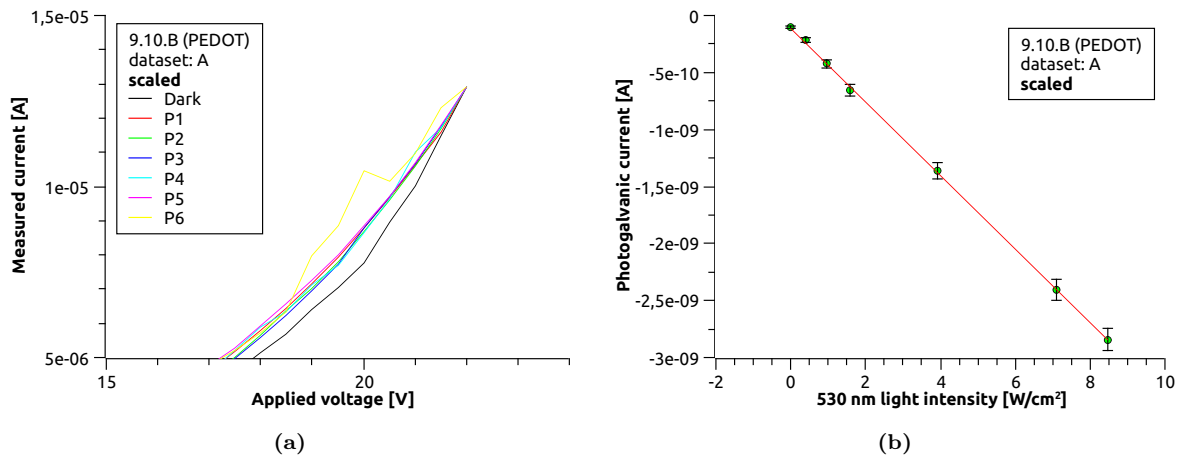 1,5e-05
1e-05
5e-06
Measured current [A]
9.10.B (PEDOT)
dataset: A
scaled
Dark
P1
P2
P3
P4
P5
P6
15
20
Applied voltage [V]
(a)
0
-5e-10
-1e-09
-1,5e-09
-2e-09
-2,5e-09
-3e-09
Photogalvanic current [A]
9.10.B (PEDOT)
dataset: A
scaled
-2
0
2
4
6
8
10
530 nm light intensity [W/cm²]
(b)